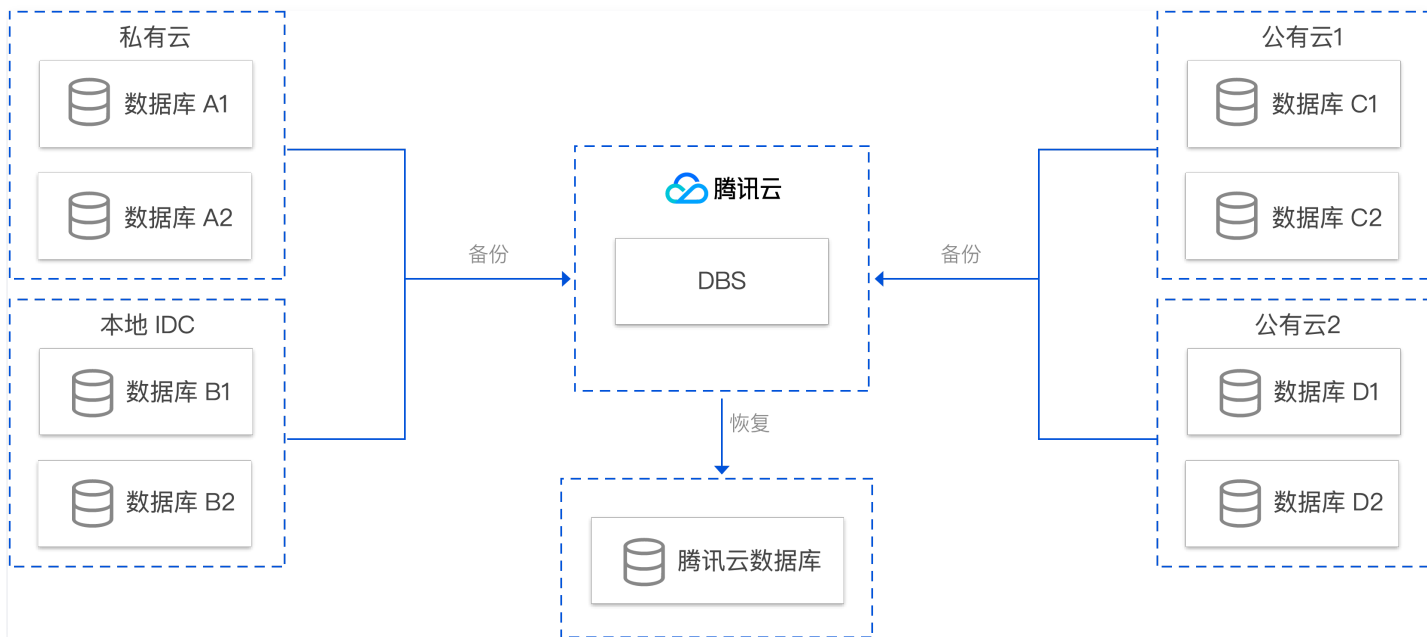 私有云
数据库 A1
数据库 A2
本地 IDC
数据库 B1
数据库 B2
备份
腾讯云
DBS
恢复
腾讯云数据库
备份
公有云1
数据库 C1
数据库 C2
公有云2
数据库 D1
数据库 D2